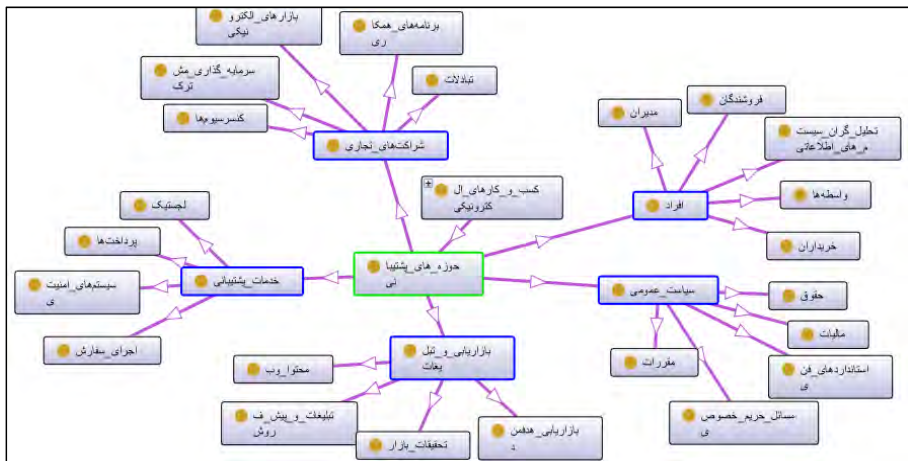 بازارهای_الکترو
نیکی
برنامه‌های_همکا
ری
سرمایه_گذاری_مش
ترک
تبادلات
کنسرسیوم‌ها
شراکت‌های_تجاری
مدیران
فروشندگان
تحلیل_گران_سیست
م_های_اطلاعاتی
واسطه‌ها
افراد
خریداران
کسب_و_کارهای_ال
کترونیکی
لجستیک
پرداخت‌ها
سیستم‌های_امنیت
ی
خدمات_پشتیبانی
اجرای_سفارش
حوزه_های_پشتیبا
نی
سیاست_عمومی
حقوق
مالیات
استانداردهای_فن
ی
مقررات
مسائل_حریم_خصوص
ی
بازاریابی_و_تبل
یغات
محتوا_وب
تبلیغات_و_پیش_ف
روش
تحقیقات_بازار
بازاریابی_هدفمن
د